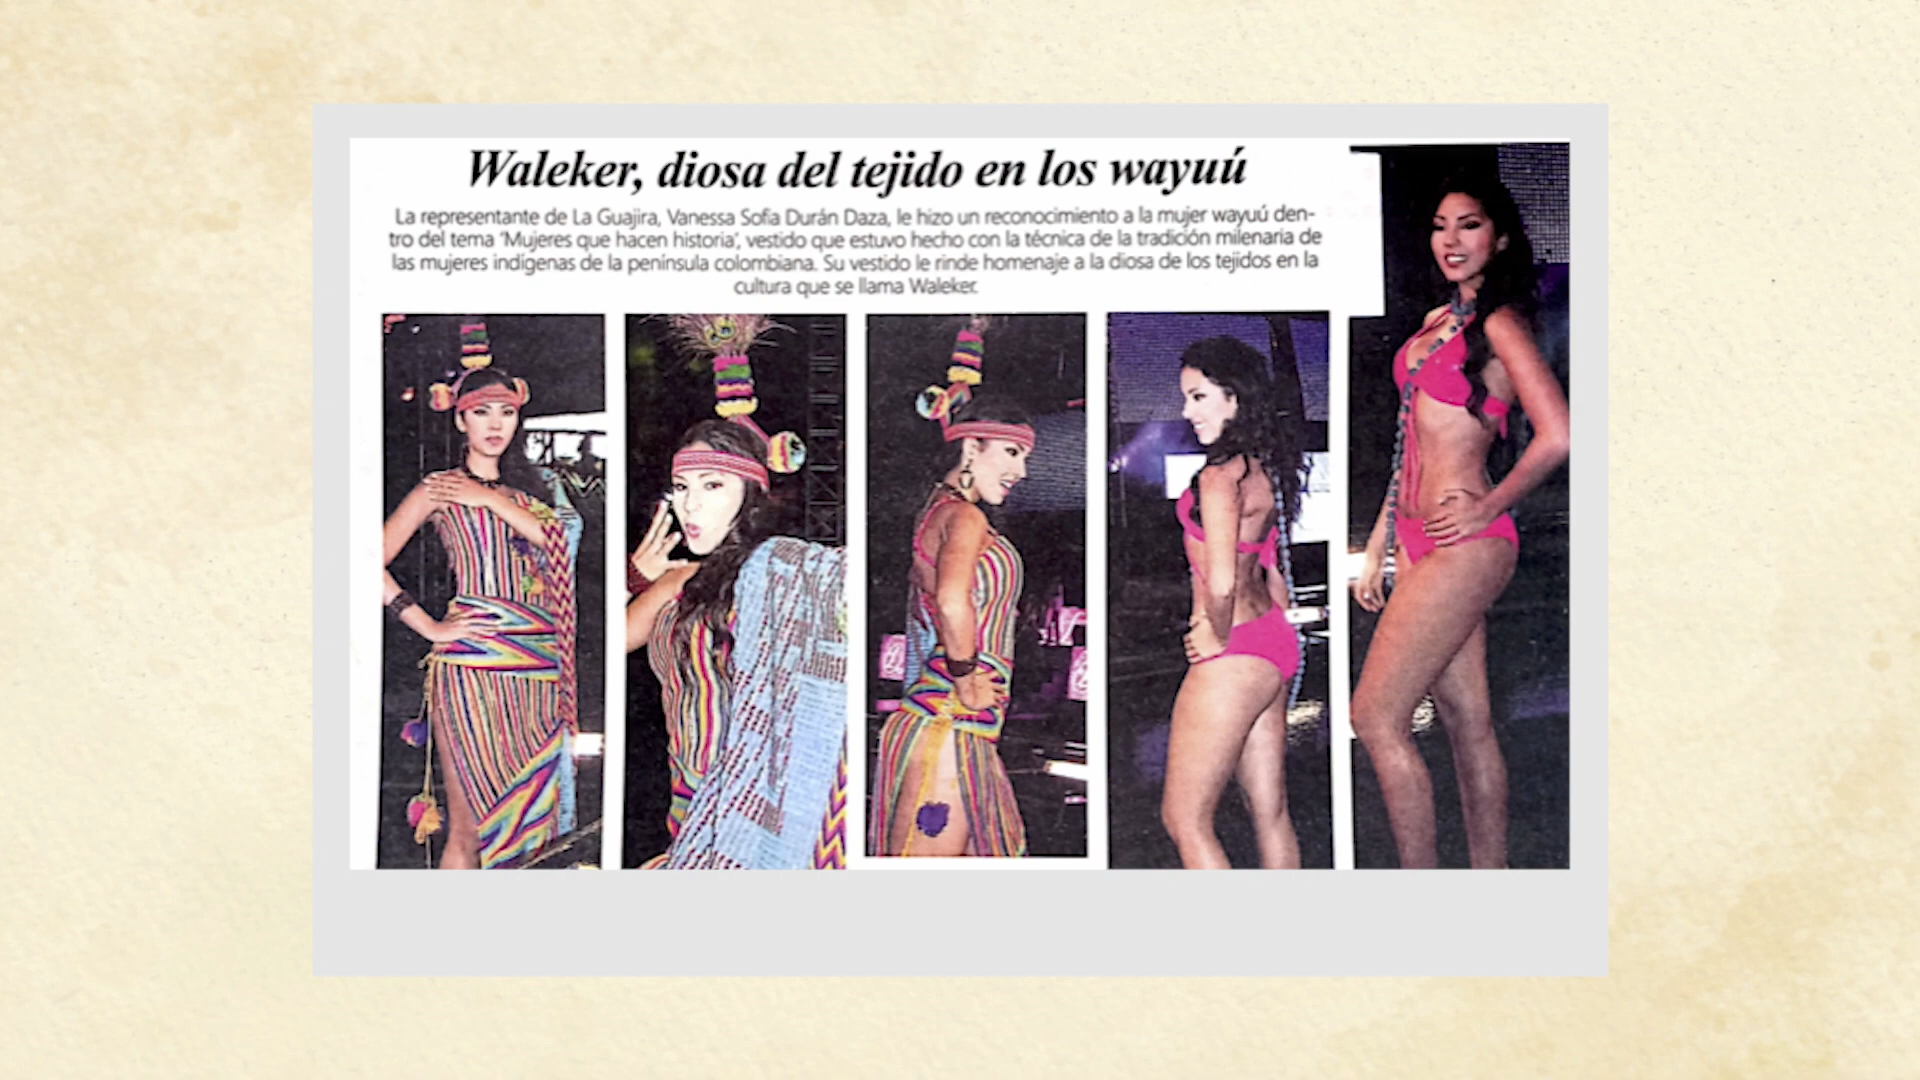 Waleker, diosa del tejido en los wayuú
La representante de La Guajira, Vanessa Sofía Durán Daza, le hizo un reconocimiento a la mujer wayuú den-
tro del tema 'Mujeres que hacen historia', vestido que estuvo hecho con la técnica de la tradición milenaria de
las mujeres indígenas de la península colombiana. Su vestido le rinde homenaje a la diosa de los tejidos en la
cultura que se llama Waleker.